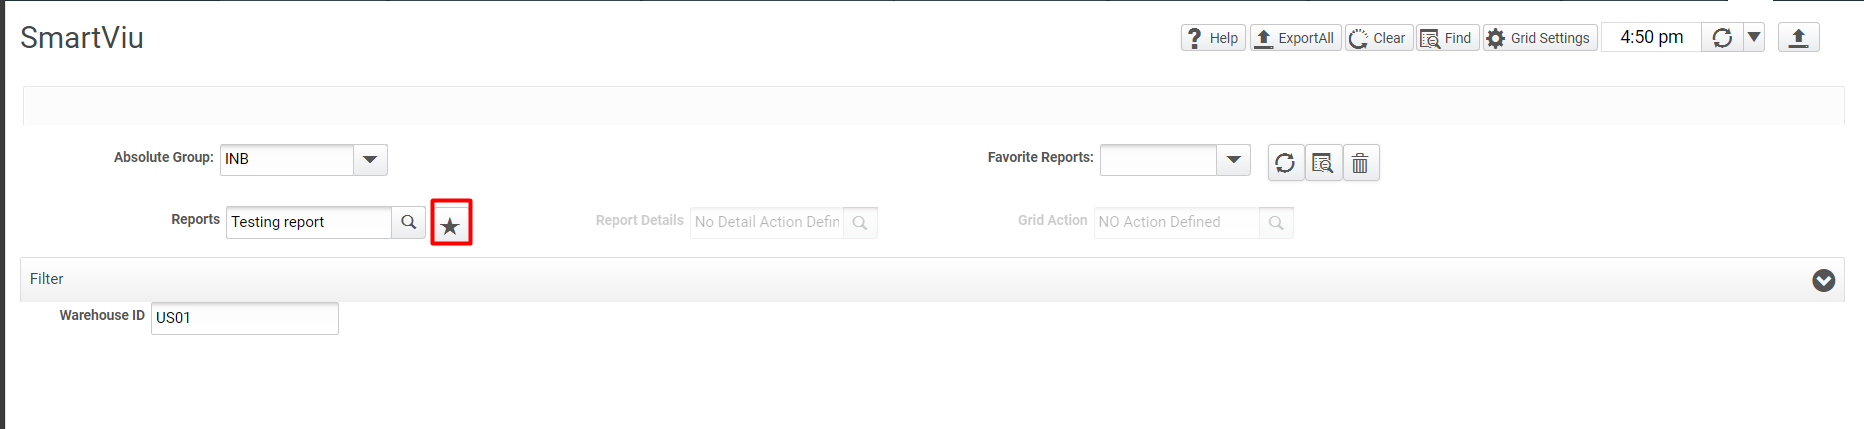 SmartViu
Help ExportAll Clear Find Grid Settings 4:50 pm
Absolute Group: INB Favorite Reports:
Reports Testing report Report Details No Detail Action Defin Grid Action NO Action Defined
Filter
Warehouse ID US01